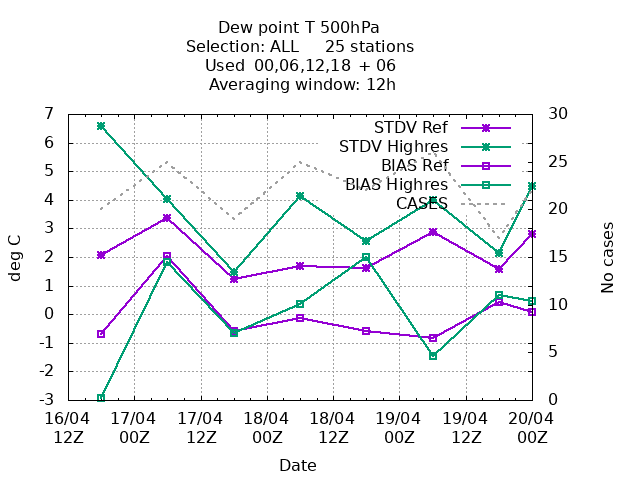 Dew point T 500hPa
Selection: ALL     25 stations
Used  00,06,12,18  + 06
Averaging window: 12h
7
6
5
4
3
2
1
0
-1
-2
-3
deg C
30
25
20
15
10
5
0
No cases
STDV Ref
STDV Highres
BIAS Ref
BIAS Highres
CASES
16/04 17/04 17/04 18/04 18/04 19/04 19/04 20/04
12Z 00Z 12Z 00Z 12Z 00Z 12Z 00Z
Date